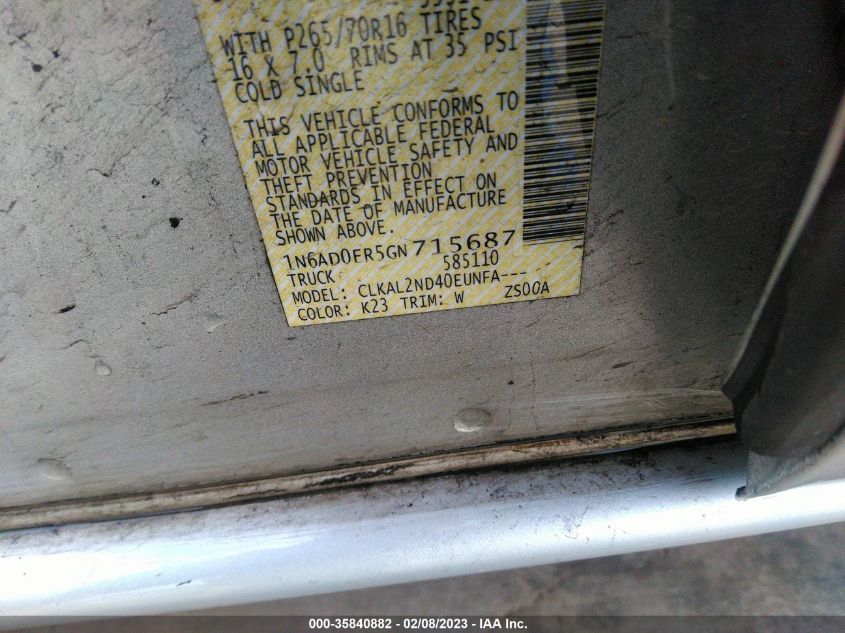 WITH P265/70R16 TIRES
16 X 7.0 RIMS AT 35 PSI
COLD SINGLE
THIS VEHICLE CONFORMS TO
ALL APPLICABLE FEDERAL
MOTOR VEHICLE SAFETY AND
THEFT PREVENTION
STANDARDS IN EFFECT ON
THE DATE OF MANUFACTURE
SHOWN ABOVE.
1N6AD0ER5GN715687
TRUCK 585110
MODEL: CLKAL2ND40EUNFA---
COLOR: K23 TRIM: W ZS00A
000-35840882 - 02/08/2023 - IAA Inc.